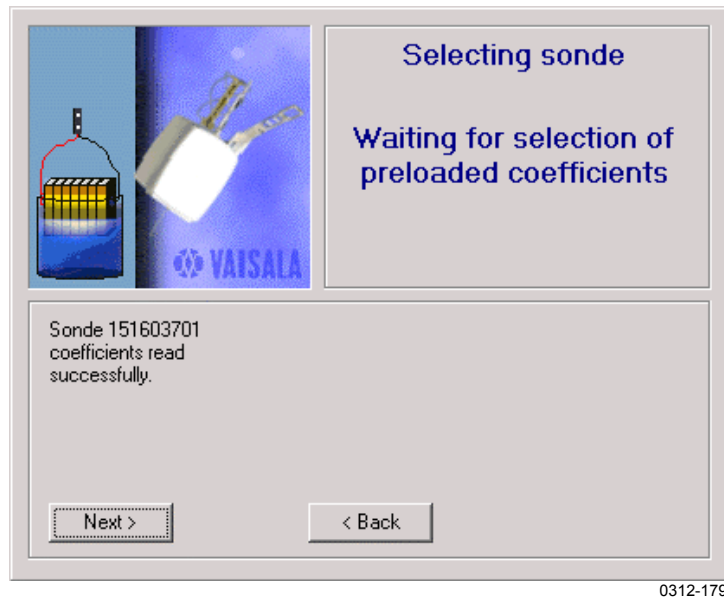 Selecting sonde
Waiting for selection of
preloaded coefficients
VAISALA
Sonde 151603701
coefficients read
successfully.
Next >
< Back
0312-179